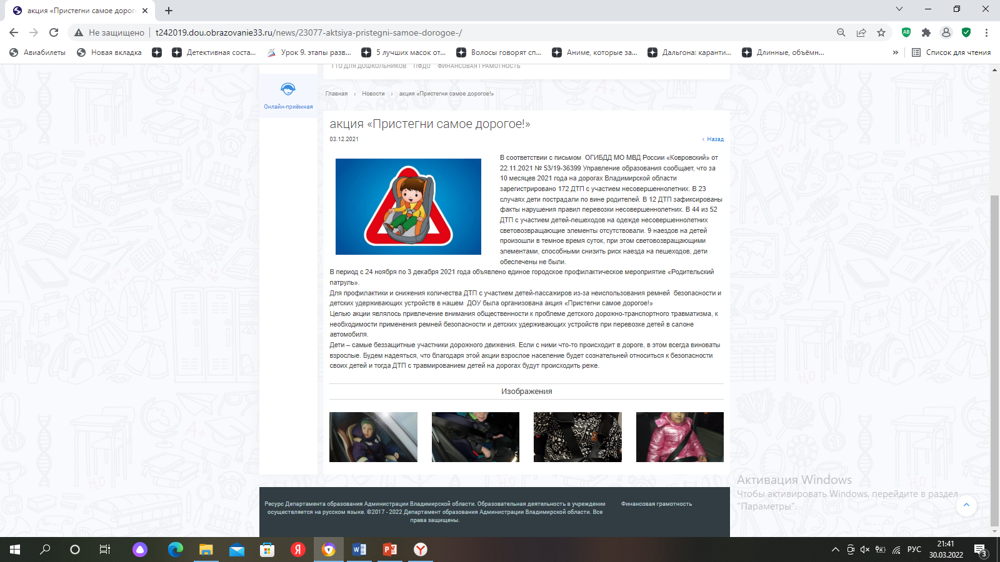 акция «Пристегни самое дорог
Не защищено
t242019.dou.obrazovanie33.ru/news/23077-aktsiya-pristegni-samoe-dorogoe-/
Авиабилеты
Новая вкладка
Детективная соста...
Урок 9. этапы разв...
5 лучших масок от...
Волосы говорят сп...
Аниме, которые за...
Дальгона: каранти...
Длинные, объём...
»
Список для чтения
ГТО ДЛЯ ДОШКОЛЬНИКОВ ПФДО ФИНАНСОВАЯ ГРАМОТНОСТЬ
Онлайн-приёмная
Главная › Новости › акция «Пристегни самое дорогое!»
акция «Пристегни самое дорогое!»
03.12.2021
‹ Назад
В соответствии с письмом ОГИБДД МО МВД России «Ковровский» от
22.11.2021 № 53/19-36399 Управление образования сообщает, что за
10 месяцев 2021 года на дорогах Владимирской области
зарегистрировано 172 ДТП с участием несовершеннолетних. В 23
случаях дети пострадали по вине родителей. В 12 ДТП зафиксированы
факты нарушения правил перевозки несовершеннолетних. В 44 из 52
ДТП с участием детей-пешеходов на одежде несовершеннолетних
световозвращающие элементы отсутствовали. 9 наездов на детей
произошли в темное время суток, при этом световозвращающими
элементами, способными снизить риск наезда на пешеходов, дети
обеспечены не были.
В период с 24 ноября по 3 декабря 2021 года объявлено единое городское профилактическое мероприятие «Родительский
патруль».
Для профилактики и снижения количества ДТП с участием детей-пассажиров из-за неиспользования ремней безопасности и
детских удерживающих устройств в нашем ДОУ была организована акция «Пристегни самое дорогое!»
Целью акции являлось привлечение внимания общественности к проблеме детского дорожно-транспортного травматизма, к
необходимости применения ремней безопасности и детских удерживающих устройств при перевозке детей в салоне
автомобиля.
Дети – самые беззащитные участники дорожного движения. Если с ними что-то происходит в дороге, в этом всегда виноваты
взрослые. Будем надеяться, что благодаря этой акции взрослое население будет сознательней относиться к безопасности
своих детей и тогда ДТП с травмированием детей на дорогах будут происходить реже.
Изображения
Активация Windows
Чтобы активировать Windows, перейдите в раздел
"Параметры".
Ресурс Департамента образования Администрации Владимирской области. Образовательная деятельность в учреждении
осуществляется на русском языке. ©2017 - 2022 Департамент образования Администрации Владимирской области. Все
права защищены.
Финансовая грамотность
РУС
21:41
30.03.2022
3